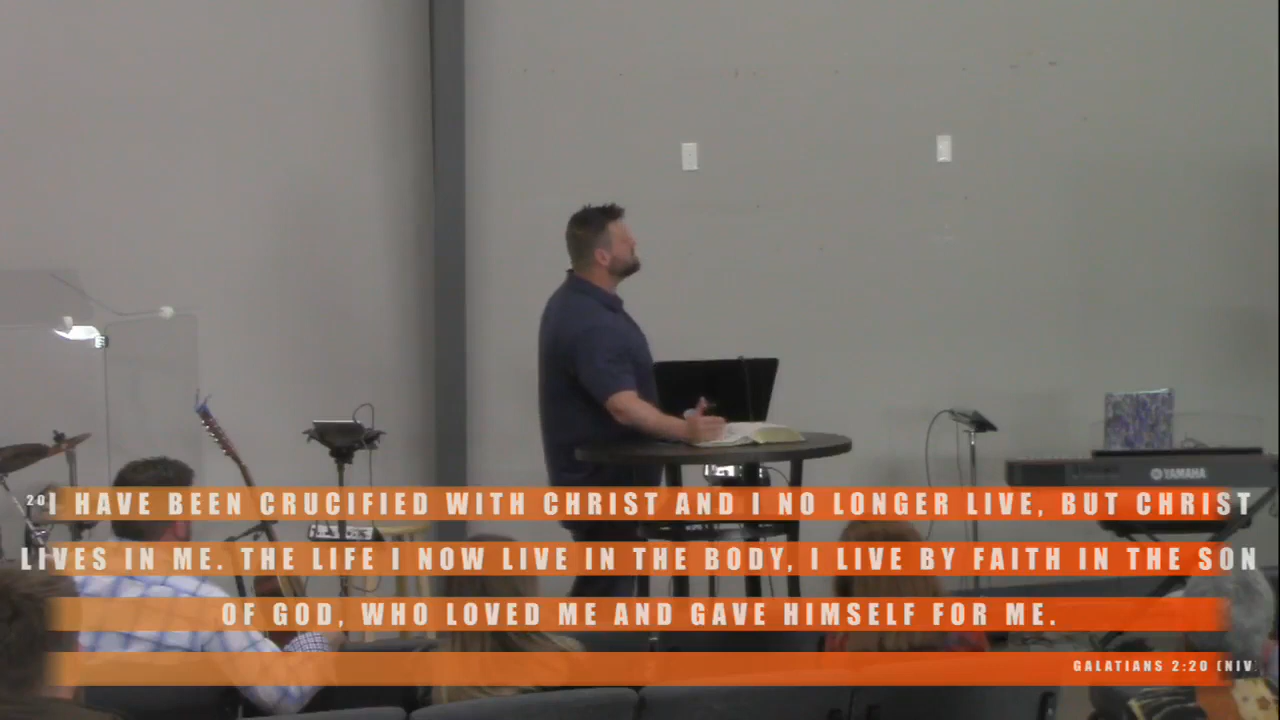 YAMAHA
²⁰I HAVE BEEN CRUCIFIED WITH CHRIST AND I NO LONGER LIVE, BUT CHRIST
LIVES IN ME. THE LIFE I NOW LIVE IN THE BODY, I LIVE BY FAITH IN THE SON
OF GOD, WHO LOVED ME AND GAVE HIMSELF FOR ME.
GALATIANS 2:20 (NIV